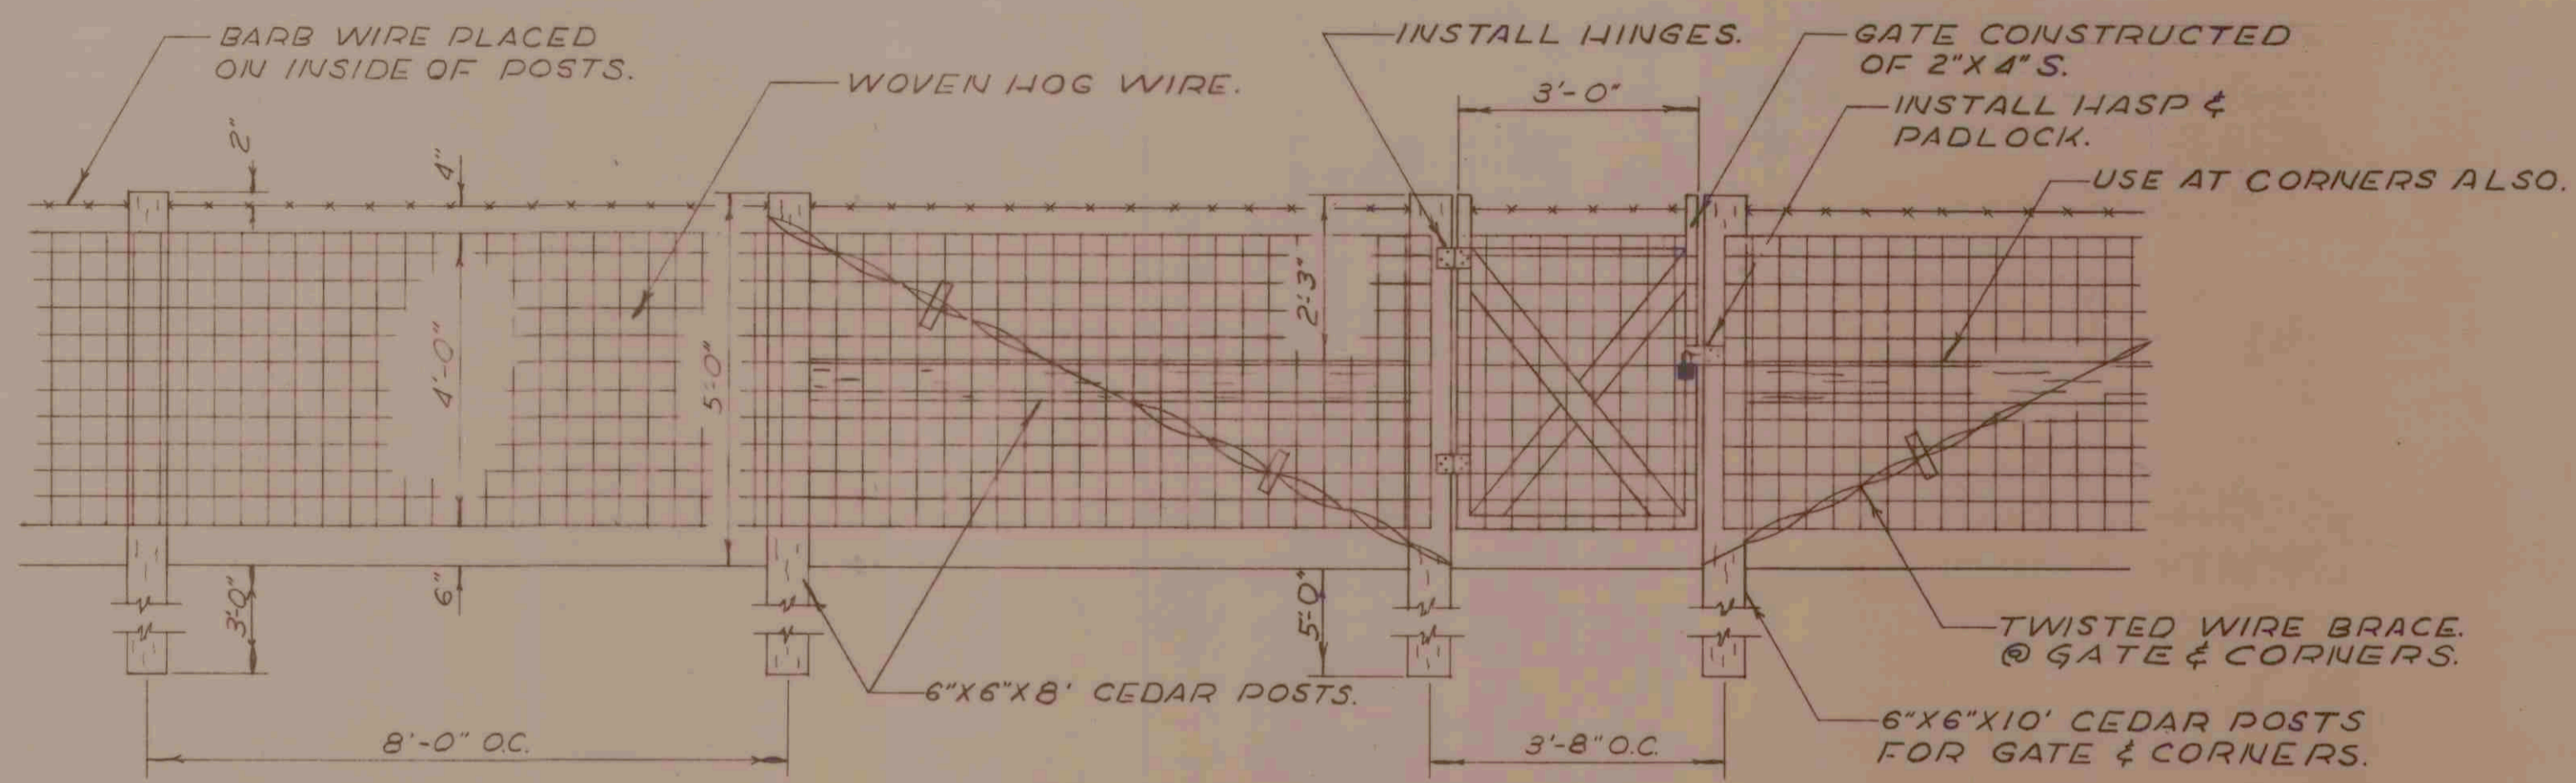 BARB WIRE PLACED
ON INSIDE OF POSTS.
WOVEN HOG WIRE.
INSTALL HINGES.
3'-0"
GATE CONSTRUCTED
OF 2"X4"S.
INSTALL HASP &
PADLOCK.
USE AT CORNERS ALSO.
2"
4"
4'-0"
5'-0"
2'-3"
3'-0"
6"
5'-0"
6"X6"X8' CEDAR POSTS.
TWISTED WIRE BRACE.
@ GATE & CORNERS.
6"X6"X10' CEDAR POSTS
FOR GATE & CORNERS.
8'-0" O.C.
3'-8" O.C.